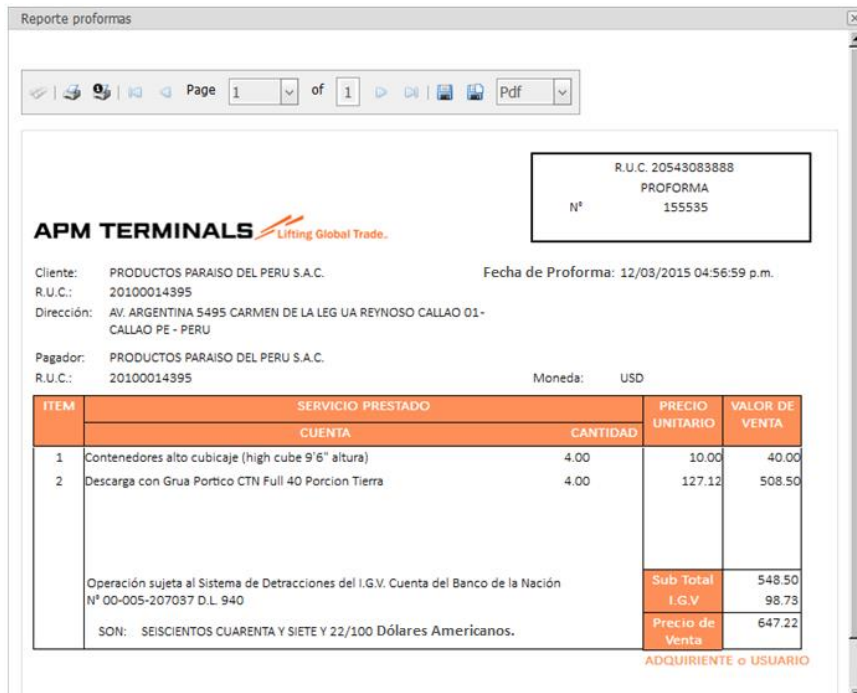 Reporte proformas
Page 1 of 1 Pdf
R.U.C. 20543083888
PROFORMA
N° 155535
APM TERMINALS Lifting Global Trade.
Cliente: PRODUCTOS PARAISO DEL PERU S.A.C. Fecha de Proforma: 12/03/2015 04:56:59 p.m.
R.U.C.: 20100014395
Dirección: AV. ARGENTINA 5495 CARMEN DE LA LEG UA REYNOSO CALLAO 01-
CALLAO PE - PERU
Pagador: PRODUCTOS PARAISO DEL PERU S.A.C.
R.U.C.: 20100014395 Moneda: USD
ITEM SERVICIO PRESTADO PRECIO UNITARIO VALOR DE VENTA
CUENTA CANTIDAD
1 Contenedores alto cubicaje (high cube 9'6" altura) 4.00 10.00 40.00
2 Descarga con Grua Portico CTN Full 40 Porcion Tierra 4.00 127.12 508.50
Operación sujeta al Sistema de Detracciones del I.G.V. Cuenta del Banco de la Nación
N° 00-005-207037 D.L. 940
Sub Total 548.50
I.G.V 98.73
SON: SEISCIENTOS CUARENTA Y SIETE Y 22/100 Dólares Americanos.
Precio de Venta 647.22
ADQUIRIENTE o USUARIO